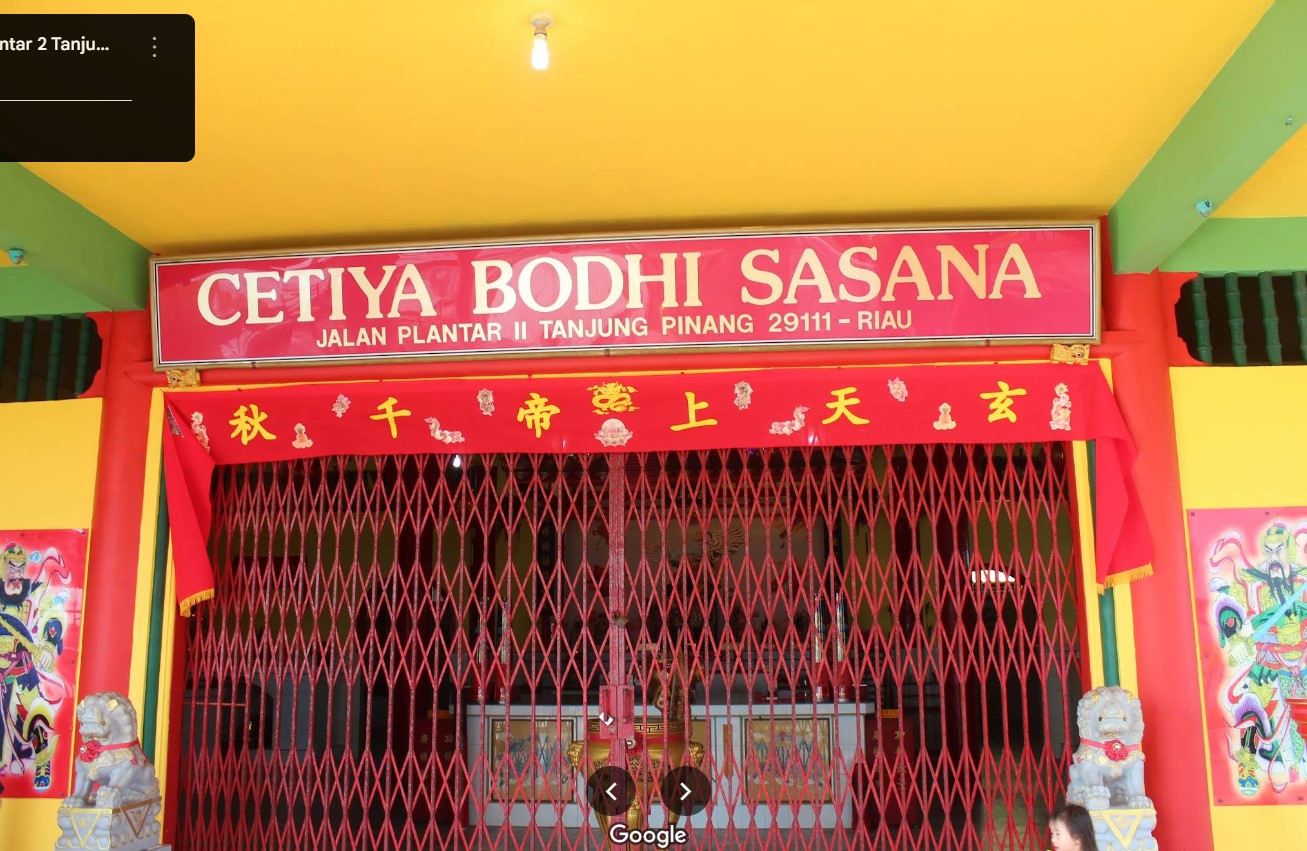 ntar 2 Tanju...
CETIYA BODHI SASANA
JALAN PLANTAR II TANJUNG PINANG 29111 – RIAU
玄天上帝千秋
Google